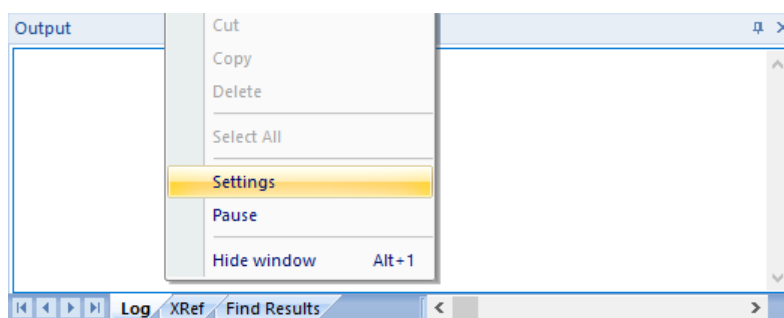 Output
Cut
Copy
Delete
Select All
Settings
Pause
Hide window Alt+1
Log XRef Find Results